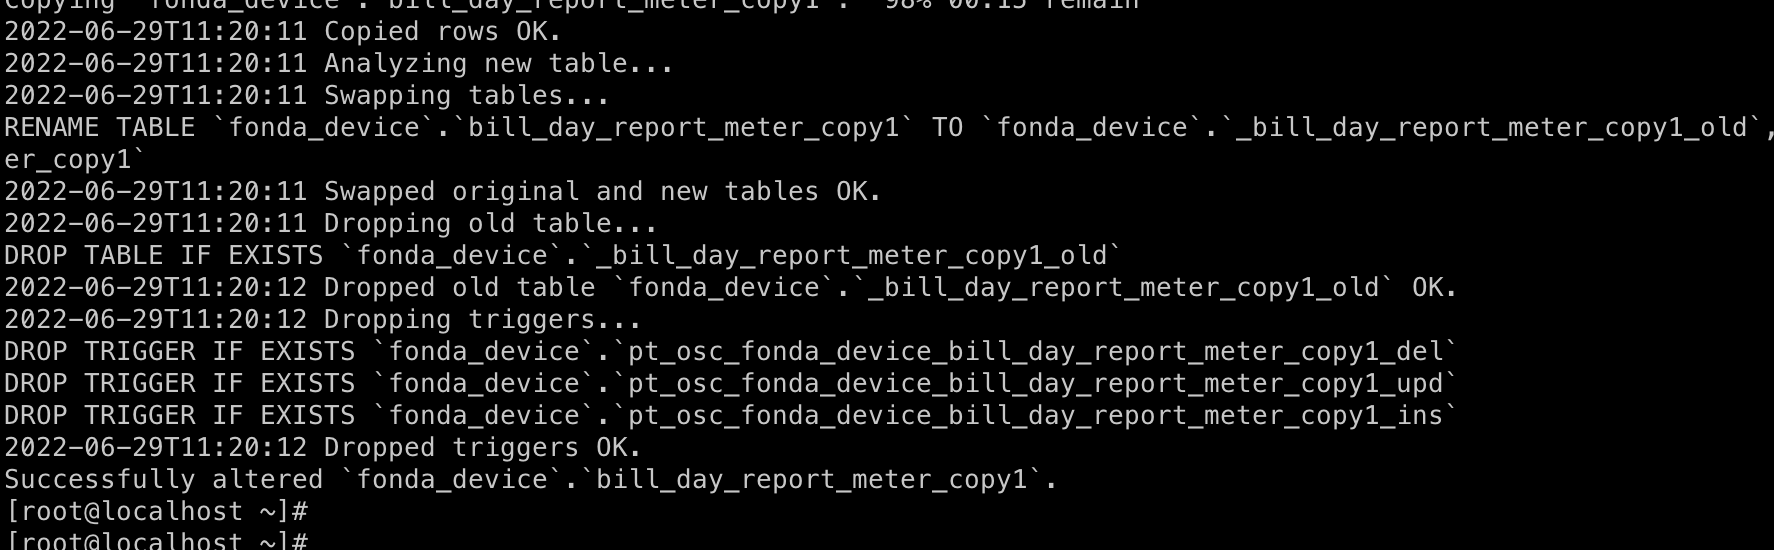 Copying `fonda_device`.`bill_day_report_meter_copy1`:  98% 00:15 remain
2022-06-29T11:20:11 Copied rows OK.
2022-06-29T11:20:11 Analyzing new table...
2022-06-29T11:20:11 Swapping tables...
RENAME TABLE `fonda_device`.`bill_day_report_meter_copy1` TO `fonda_device`.`_bill_day_report_meter_copy1_old`,
er_copy1`
2022-06-29T11:20:11 Swapped original and new tables OK.
2022-06-29T11:20:11 Dropping old table...
DROP TABLE IF EXISTS `fonda_device`.`_bill_day_report_meter_copy1_old`
2022-06-29T11:20:12 Dropped old table `fonda_device`.`_bill_day_report_meter_copy1_old` OK.
2022-06-29T11:20:12 Dropping triggers...
DROP TRIGGER IF EXISTS `fonda_device`.`pt_osc_fonda_device_bill_day_report_meter_copy1_del`
DROP TRIGGER IF EXISTS `fonda_device`.`pt_osc_fonda_device_bill_day_report_meter_copy1_upd`
DROP TRIGGER IF EXISTS `fonda_device`.`pt_osc_fonda_device_bill_day_report_meter_copy1_ins`
2022-06-29T11:20:12 Dropped triggers OK.
Successfully altered `fonda_device`.`bill_day_report_meter_copy1`.
[root@localhost ~]#
[root@localhost ~]#